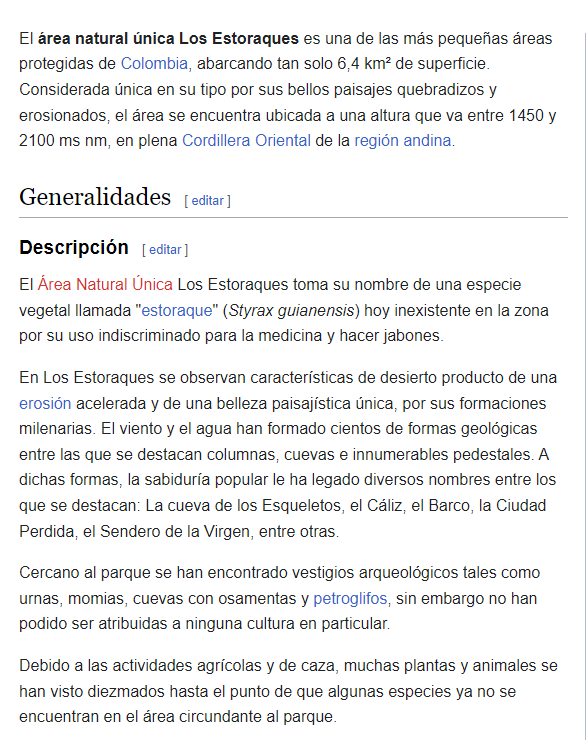 El área natural única Los Estoraques es una de las más pequeñas áreas
protegidas de Colombia, abarcando tan solo 6,4 km² de superficie.
Considerada única en su tipo por sus bellos paisajes quebradizos y
erosionados, el área se encuentra ubicada a una altura que va entre 1450 y
2100 ms nm, en plena Cordillera Oriental de la región andina.
Generalidades [ editar ]
Descripción [ editar ]
El Área Natural Única Los Estoraques toma su nombre de una especie
vegetal llamada "estoraque" (Styrax guianensis) hoy inexistente en la zona
por su uso indiscriminado para la medicina y hacer jabones.
En Los Estoraques se observan características de desierto producto de una
erosión acelerada y de una belleza paisajística única, por sus formaciones
milenarias. El viento y el agua han formado cientos de formas geológicas
entre las que se destacan columnas, cuevas e innumerables pedestales. A
dichas formas, la sabiduría popular le ha legado diversos nombres entre los
que se destacan: La cueva de los Esqueletos, el Cáliz, el Barco, la Ciudad
Perdida, el Sendero de la Virgen, entre otras.
Cercano al parque se han encontrado vestigios arqueológicos tales como
urnas, momias, cuevas con osamentas y petroglifos, sin embargo no han
podido ser atribuidas a ninguna cultura en particular.
Debido a las actividades agrícolas y de caza, muchas plantas y animales se
han visto diezmados hasta el punto de que algunas especies ya no se
encuentran en el área circundante al parque.